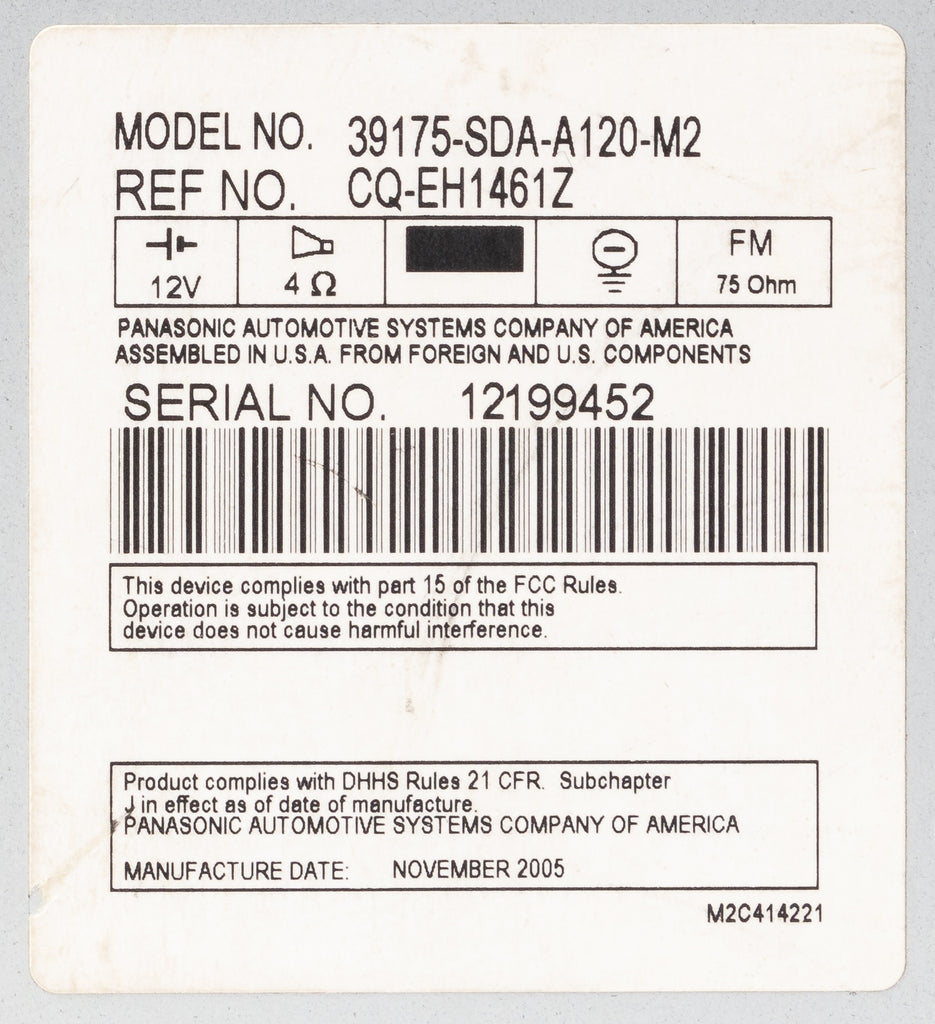 MODEL NO. 39175-SDA-A120-M2
REF NO. CQ-EH1461Z
12V 4 Ω FM 75 Ohm
PANASONIC AUTOMOTIVE SYSTEMS COMPANY OF AMERICA
ASSEMBLED IN U.S.A. FROM FOREIGN AND U.S. COMPONENTS
SERIAL NO. 12199452
This device complies with part 15 of the FCC Rules.
Operation is subject to the condition that this
device does not cause harmful interference.
Product complies with DHHS Rules 21 CFR. Subchapter
J in effect as of date of manufacture.
PANASONIC AUTOMOTIVE SYSTEMS COMPANY OF AMERICA
MANUFACTURE DATE: NOVEMBER 2005
M2C414221